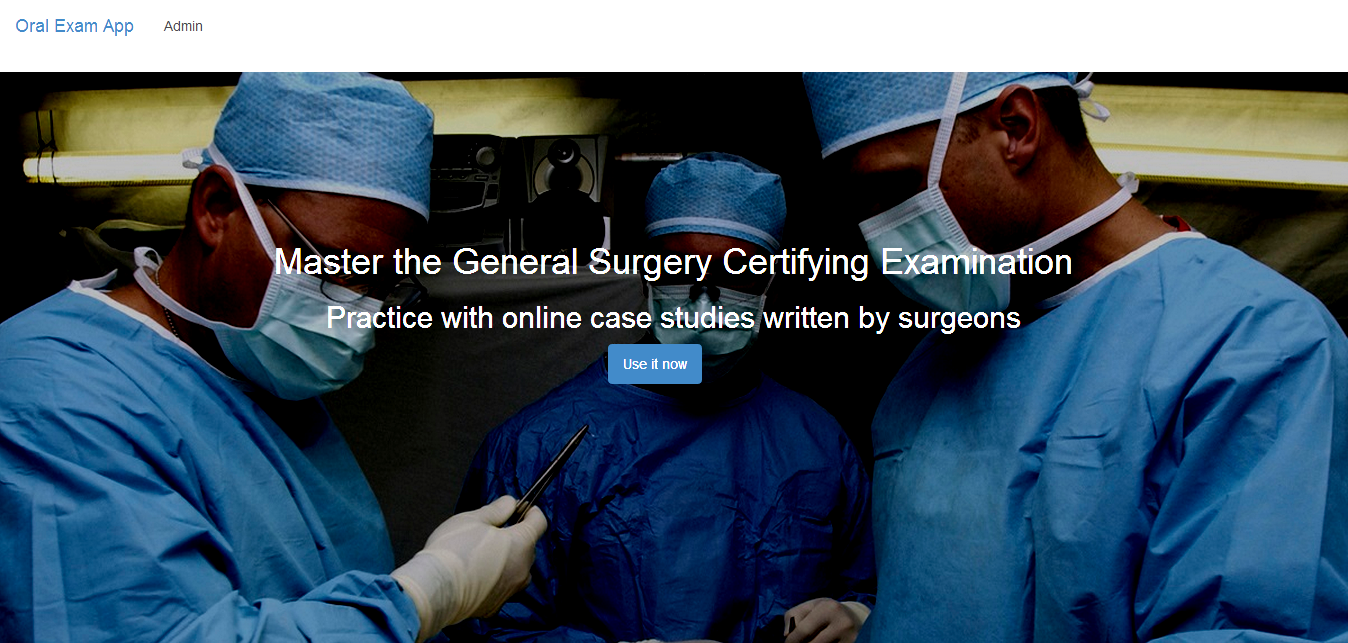 Oral Exam App Admin
Master the General Surgery Certifying Examination
Practice with online case studies written by surgeons
Use it now